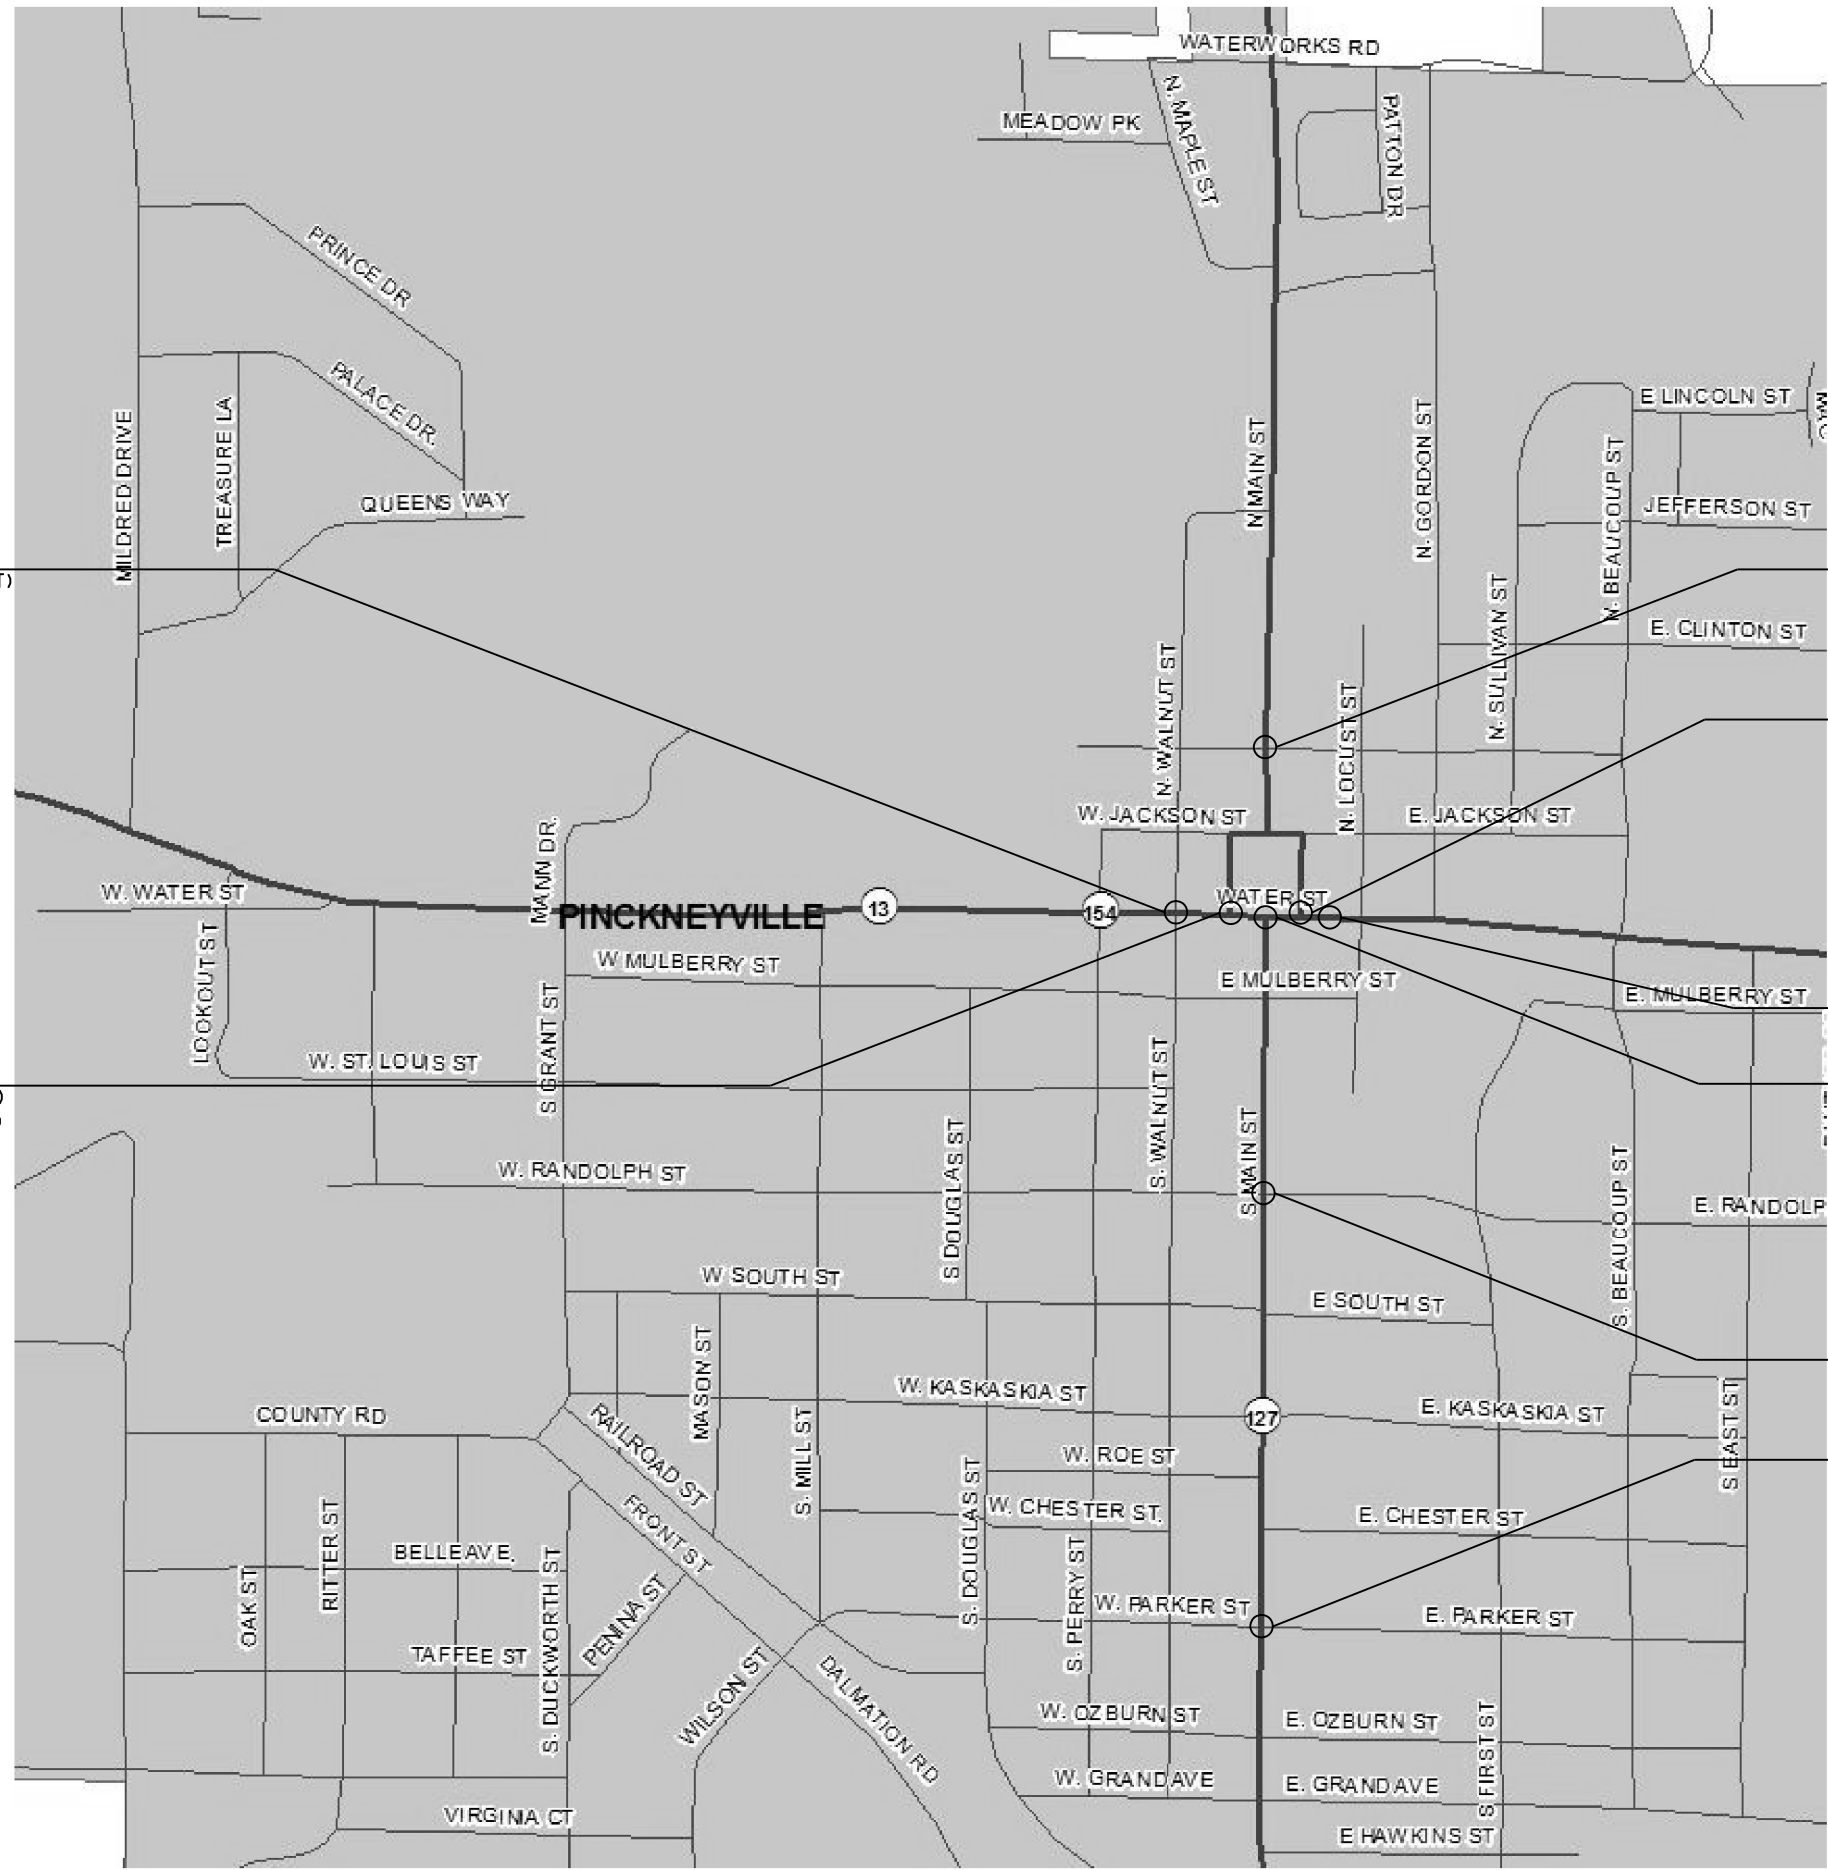 WATERWORKS RD
N. MAPLE ST
PATTON DR
MEADOW PK
PRINCE DR
PALACE DR.
MILDRED DRIVE
TREASURE LA
QUEENS WAY
N MAIN ST
N. GORDON ST
E LINCOLN ST
N. BEAUCOUP ST
JEFFERSON ST
T)
N. SULLIVAN ST
E. CLINTON ST
N. WALNUT ST
N. LOCUST ST
W. JACKSON ST
E. JACKSON ST
MANN DR.
W. WATER ST
WATER ST
PINCKNEYVILLE
13
154
LOOKOUT ST
W MULBERRY ST
E MULBERRY ST
E. MULBERRY ST
S GRANT ST
W. ST. LOUIS ST
S. WALNUT ST
S MAIN ST
S DOUGLAS ST
S. BEAUCOUP ST
W. RANDOLPH ST
E. RANDOLP
W SOUTH ST
E SOUTH ST
MASON ST
W. KASKASKIA ST
E. KASKASKIA ST
127
COUNTY RD
RAILROAD ST
S. MILL ST
W. ROE ST
S EAST ST
S. DOUGLAS ST
W. CHESTER ST.
E. CHESTER ST
FRONT ST
RITTER ST
BELLE AVE.
OAK ST
S. DUCKWORTH ST
PENINA ST
S. PERRY ST
W. PARKER ST
E. PARKER ST
TAFFEE ST
WILSON ST
DALMATION RD
W. OZBURN ST
E. OZBURN ST
S FIRST ST
W. GRAND AVE
E. GRAND AVE
VIRGINIA CT
E HAWKINS ST